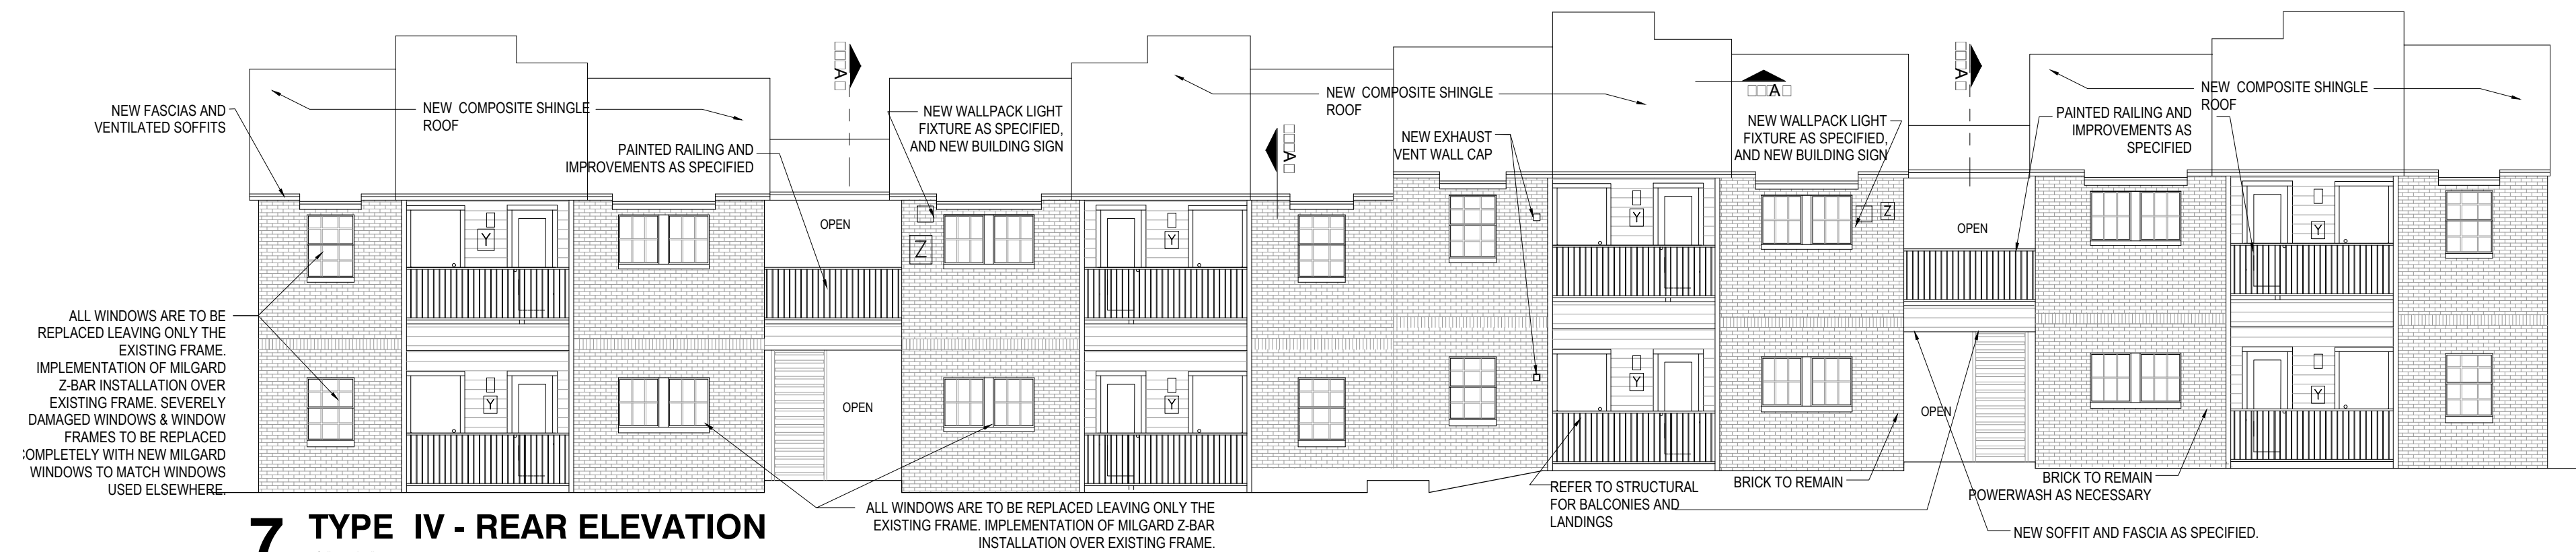 NEW FASCIAS AND
VENTILATED SOFFITS
NEW COMPOSITE SHINGLE
ROOF
PAINTED RAILING AND
IMPROVEMENTS AS SPECIFIED
A
NEW WALLPACK LIGHT
FIXTURE AS SPECIFIED,
AND NEW BUILDING SIGN
A
NEW COMPOSITE SHINGLE
ROOF
NEW EXHAUST
VENT WALL CAP
A
NEW WALLPACK LIGHT
FIXTURE AS SPECIFIED,
AND NEW BUILDING SIGN
A
PAINTED RAILING AND
IMPROVEMENTS AS
SPECIFIED
NEW COMPOSITE SHINGLE
ROOF
Y
OPEN
Z
Y
Y
Z
OPEN
Y
ALL WINDOWS ARE TO BE
REPLACED LEAVING ONLY THE
EXISTING FRAME.
IMPLEMENTATION OF MILGARD
Z-BAR INSTALLATION OVER
EXISTING FRAME. SEVERELY
DAMAGED WINDOWS & WINDOW
FRAMES TO BE REPLACED
COMPLETELY WITH NEW MILGARD
WINDOWS TO MATCH WINDOWS
USED ELSEWHERE.
Y
OPEN
Y
Y
OPEN
Y
ALL WINDOWS ARE TO BE REPLACED LEAVING ONLY THE
EXISTING FRAME. IMPLEMENTATION OF MILGARD Z-BAR
INSTALLATION OVER EXISTING FRAME.
REFER TO STRUCTURAL
FOR BALCONIES AND
LANDINGS
BRICK TO REMAIN
BRICK TO REMAIN
POWERWASH AS NECESSARY
NEW SOFFIT AND FASCIA AS SPECIFIED.
7 TYPE IV - REAR ELEVATION